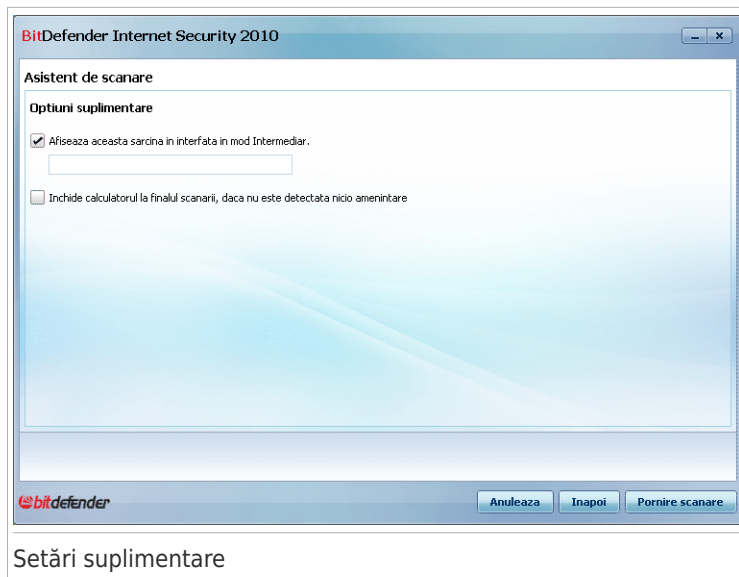 BitDefender Internet Security 2010
Asistent de scanare
Optiuni suplimentare
Afiseaza aceasta sarcina in interfata in mod Intermediar.
Inchide calculatorul la finalul scanarii, daca nu este detectata nicio amenintare
bitdefender
Anuleaza
Inapoi
Pornire scanare
Setări suplimentare